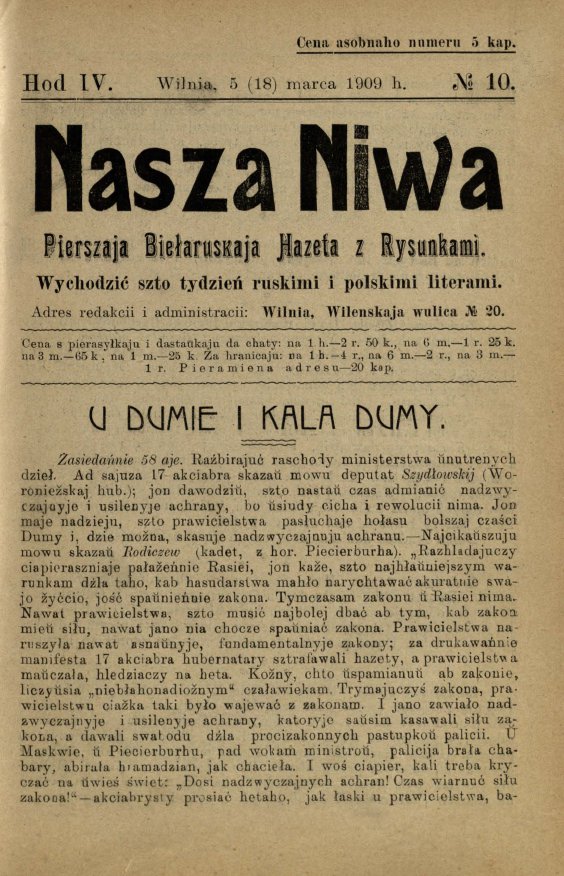 Cena asobnaho numeru 5 kap.
Hod IV. Wilnia, 5 (18) marca 1909 h. № 10.
Nasza Niwa
Pierszaja Biełaruskaja Hazeta z Rysunkami.
Wychodzić szto tydzień ruskimi i polskimi literami.
Adres redakcii i administracii: Wilnia, Wilenskaja wulica № 20.
Cena s pierasyłkaju i dastaŭkaju da chaty: na 1 h.—2 r. 50 k., na 6 m.—1 r. 25 k.
na 3 m.—65 k, na 1 m.—25 k. Za hranicaju: na 1 h.—4 r., na 6 m.—2 r., na 3 m.—
1 r. Pieramiena adresu—20 kap.
U DUMIE I KALA DUMY.
Zasiedańnie 58 aje. Raźbirajuć raschody ministerstwa ŭnutrenych
dzieł. Ad sajuza 17 akciabra skazaŭ mowu deputat Szydłowskij (Wo-
roniežskaj hub.); jon dawodziŭ, szto nastaŭ czas admianić nadzwy-
czajnyje i usilenyje achrany, bo ŭsiudy cicha i rewolucii nima. Jon
maje nadzieju, szto prawicielstwa pasłuchaje hołasu bolszaj czaści
Dumy i, dzie možna, skasuje nadzwyczajnuju achranu.—Najcikaŭszuju
mowu skazaŭ Rodiczew (kadet, z hor. Piecierburha). „Razhladajuczy
ciapieraszniaje pałažeńnie Rasiei, jon kaže, szto najhłaŭniejszym wa-
runkam dźla taho, kab hasudarstwa mahło narychtawać akuratnie swa-
jo žyćcio, jość spaŭnieńnie zakona. Tymczasam zakonu ŭ Rasiei nima.
Nawat prawicielstwa, szto musić najbolej dbać ab tym, kab zakon
mieŭ siłu, nawat jano nia chocze spaŭniać zakona. Prawicielstwa na-
ruszyła nawat asnaŭnyje, fundamentalnyje zakony; za drukawańnie
manifesta 17 akciabra hubernatary sztrafawali hazety, a prawicielstwa
maŭczała, hledziaczy na heta. Kožny, chto ŭspamianuŭ ab zakonie,
liczyŭsia „niebłahonadiožnym“ czaławiekam. Trymajuczyś zakona, pra-
wicielstwu ciažka taki było wajewać z zakonam. I jano zawiało nad-
zwyczajnyje i usilenyje achrany, katoryje saŭsim kasawali siłu za-
kona, a dawali swabodu dźla procizakonnych pastupkoŭ palicii. U
Maskwie, ŭ Piecierburhu, pad wokam ministroŭ, palicija brała cha-
bary, abirała hramadzian, jak chacieła. I woś ciapier, kali treba kry-
czać na ŭwieś świet: „Dosi nadzwyczajnych achran! Czas wiarnuć siłu
zakona!“—akciabrysty prosiać hetaho, jak łaski u prawicielstwa, ba-